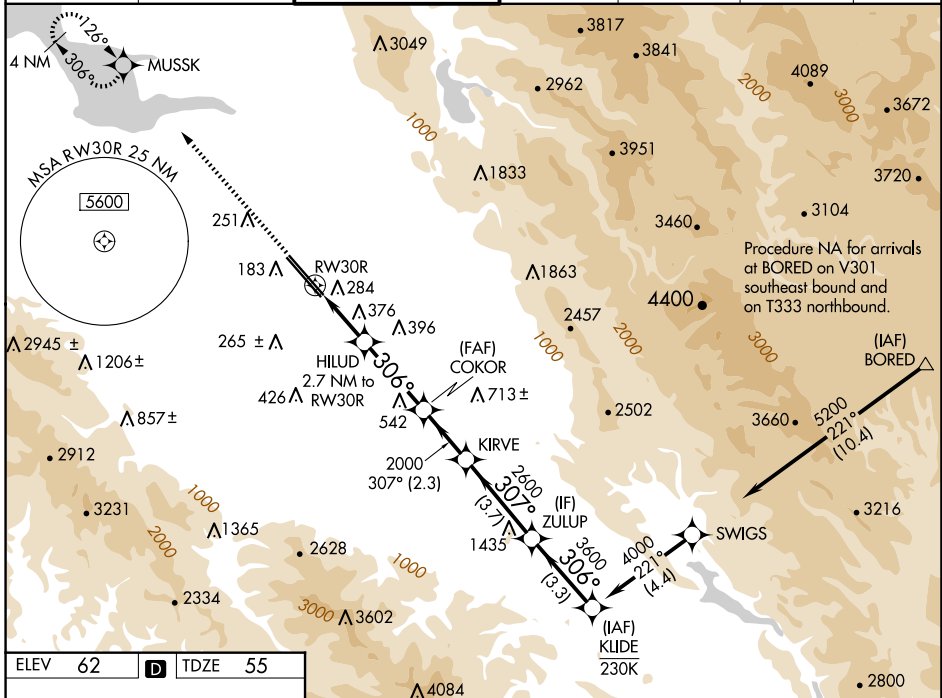 126°
306°
4 NM
MUSSK
3049
3817
3841
2962
4089
2000
3000
3672
1000
3951
3720
1833
3104
3460
MSA RW30R 25 NM
5600
251
183
RW30R
284
376
396
265 ±
HILUD
2.7 NM to
RW30R
306°
1863
4400
2457
1000
2000
3000
Procedure NA for arrivals
at BORED on V301
southeast bound and
on T333 northbound.
(IAF)
BORED
2945 ±
1206±
857±
426
542
(FAF)
COKOR
713±
2502
3660
5200
221°
(10.4)
2912
3231
1000
2000
1365
2628
2334
3000
3602
1000
4084
KIRVE
2000
307° (2.3)
2600
307°
(3.7)
1435
(IF)
ZULUP
3600
306°
(3.3)
4000
221°
(4.4)
SWIGS
3216
(IAF)
KLIDE
230K
2800
ELEV 62 D TDZE 55